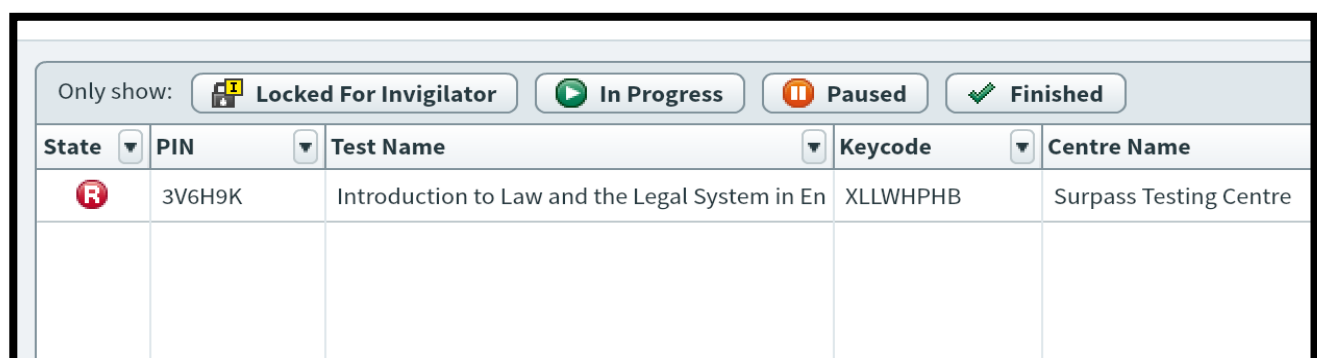 Only show: Locked For Invigilator In Progress Paused Finished
State PIN Test Name Keycode Centre Name
R 3V6H9K Introduction to Law and the Legal System in En XLLWHPHB Surpass Testing Centre